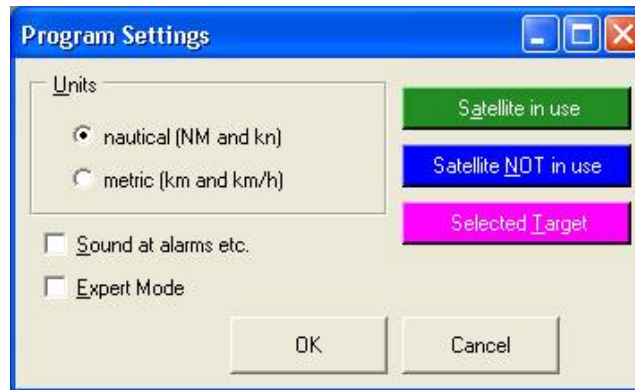 Program Settings
Units
nautical (NM and kn)
metric (km and km/h)
Satellite in use
Satellite NOT in use
Selected Target
Sound at alarms etc.
Expert Mode
OK
Cancel